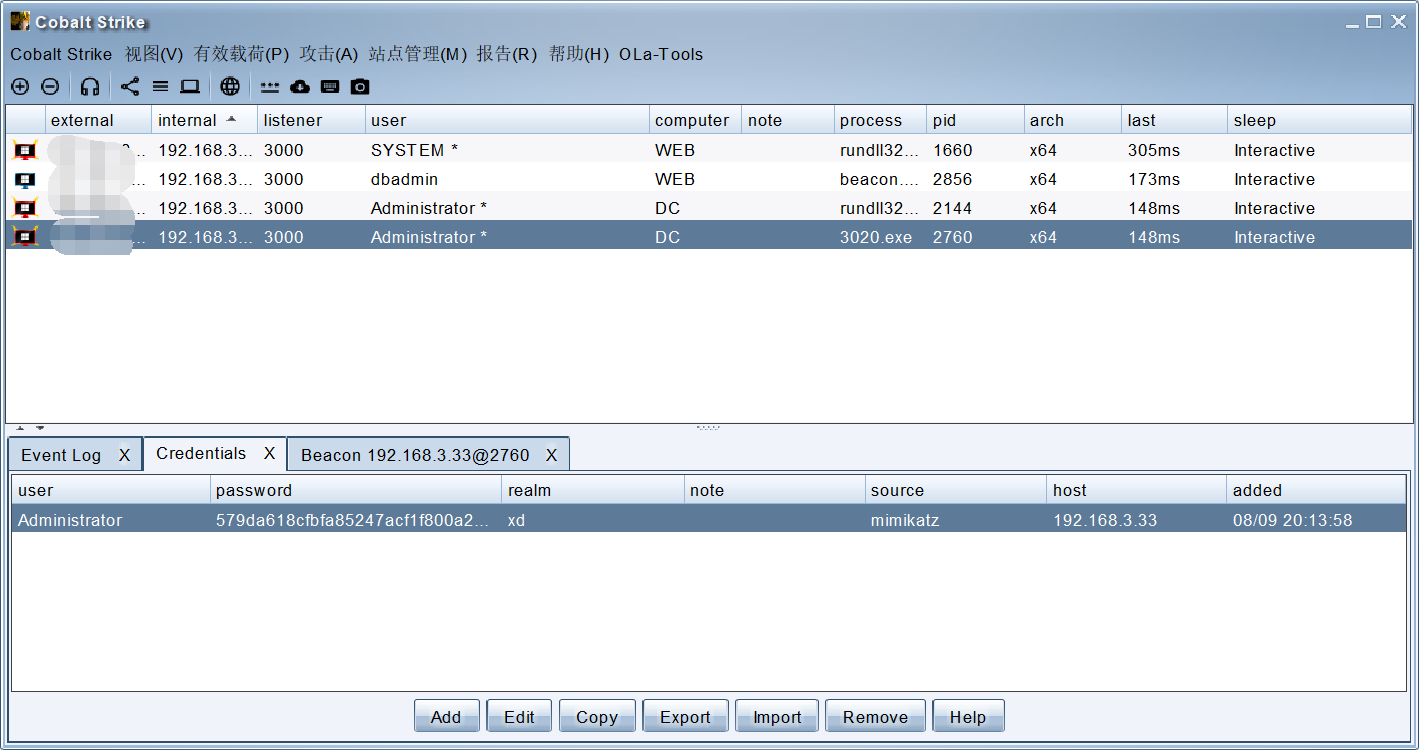 Cobalt Strike
Cobalt Strike 视图(V) 有效载荷(P) 攻击(A) 站点管理(M) 报告(R) 帮助(H) OLa-Tools
external internal listener user computer note process pid arch last sleep
192.168.3... 3000 SYSTEM * WEB rundll32... 1660 x64 305ms Interactive
192.168.3... 3000 dbadmin WEB beacon.... 2856 x64 173ms Interactive
192.168.3... 3000 Administrator * DC rundll32... 2144 x64 148ms Interactive
192.168.3... 3000 Administrator * DC 3020.exe 2760 x64 148ms Interactive
Event Log X Credentials X Beacon 192.168.3.33@2760 X
user password realm note source host added
Administrator 579da618cfbfa85247acf1f800a2... xd mimikatz 192.168.3.33 08/09 20:13:58
Add Edit Copy Export Import Remove Help